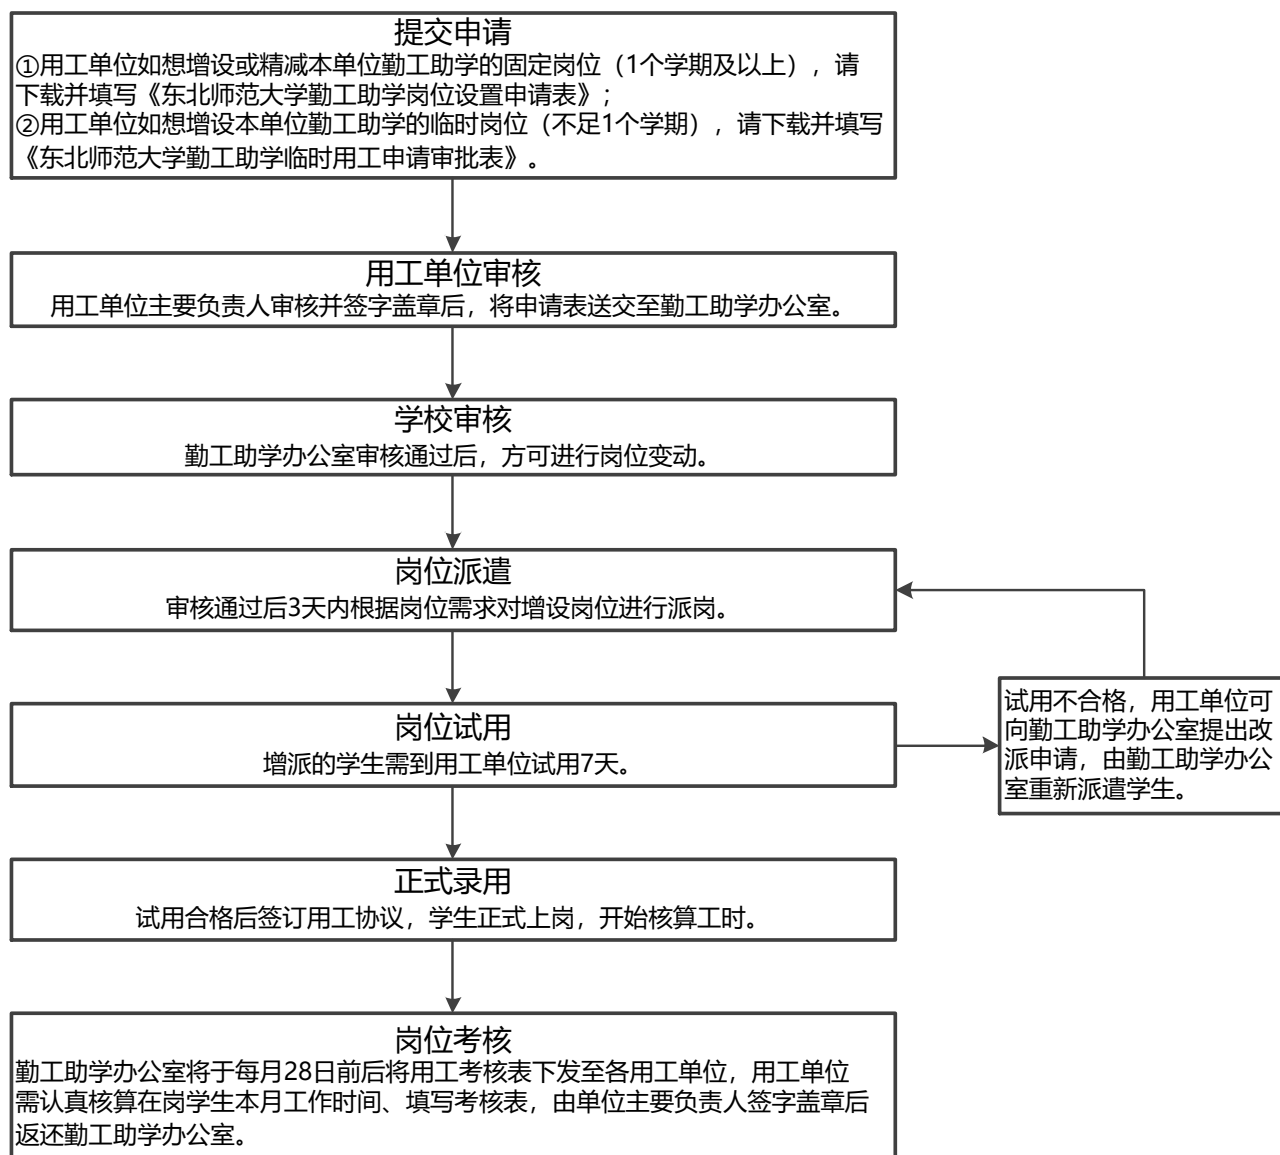 提交申请
①用工单位如想增设或精减本单位勤工助学的固定岗位（1个学期及以上），请
下载并填写《东北师范大学勤工助学岗位设置申请表》；
②用工单位如想增设本单位勤工助学的临时岗位（不足1个学期），请下载并填写
《东北师范大学勤工助学临时用工申请审批表》。
用工单位审核
用工单位主要负责人审核并签字盖章后，将申请表送交至勤工助学办公室。
学校审核
勤工助学办公室审核通过后，方可进行岗位变动。
岗位派遣
审核通过后3天内根据岗位需求对增设岗位进行派岗。
岗位试用
增派的学生需到用工单位试用7天。
试用不合格，用工单位可
向勤工助学办公室提出改
派申请，由勤工助学办公
室重新派遣学生。
正式录用
试用合格后签订用工协议，学生正式上岗，开始核算工时。
岗位考核
勤工助学办公室将于每月28日前后将用工考核表下发至各用工单位，用工单位
需认真核算在岗学生本月工作时间、填写考核表，由单位主要负责人签字盖章后
返还勤工助学办公室。